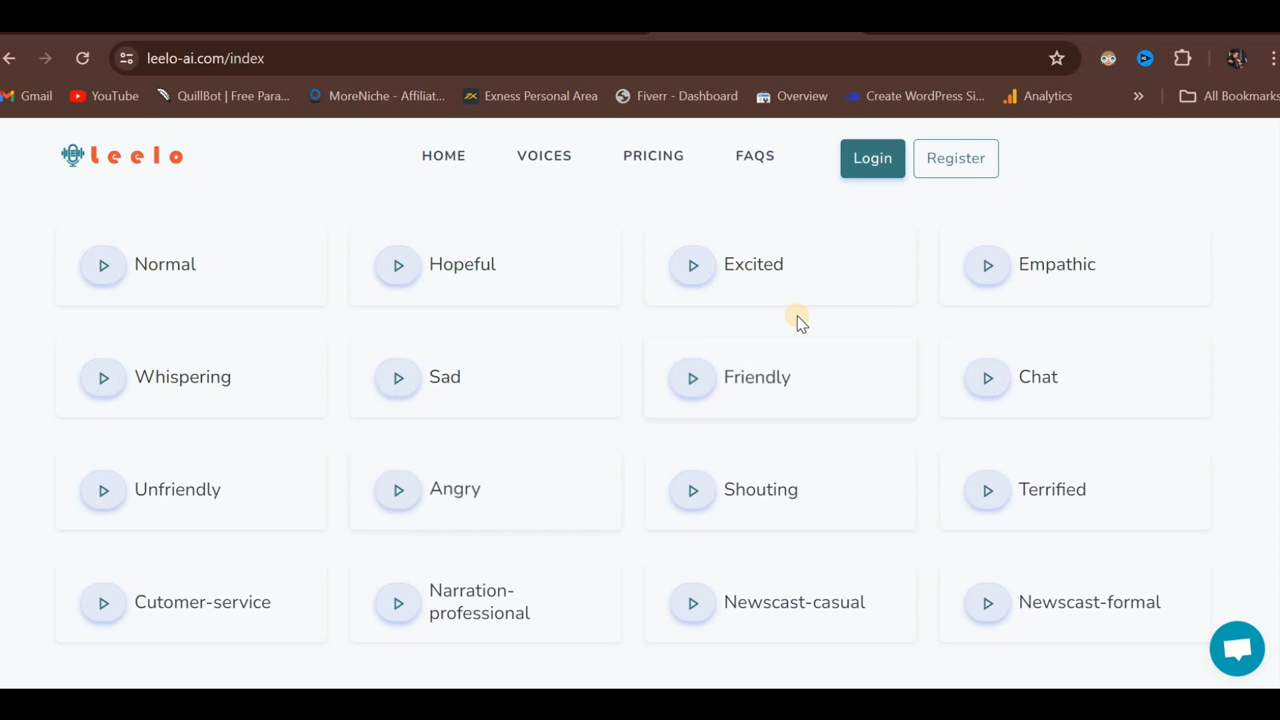 leelo-ai.com/index
Gmail YouTube QuillBot | Free Para... MoreNiche - Affiliat... Exness Personal Area Fiverr - Dashboard Overview Create WordPress Si... Analytics » All Bookmarks
leelo HOME VOICES PRICING FAQS Login Register
Normal Hopeful Excited Empathic
Whispering Sad Friendly Chat
Unfriendly Angry Shouting Terrified
Cutomer-service Narration-
professional Newscast-casual Newscast-formal